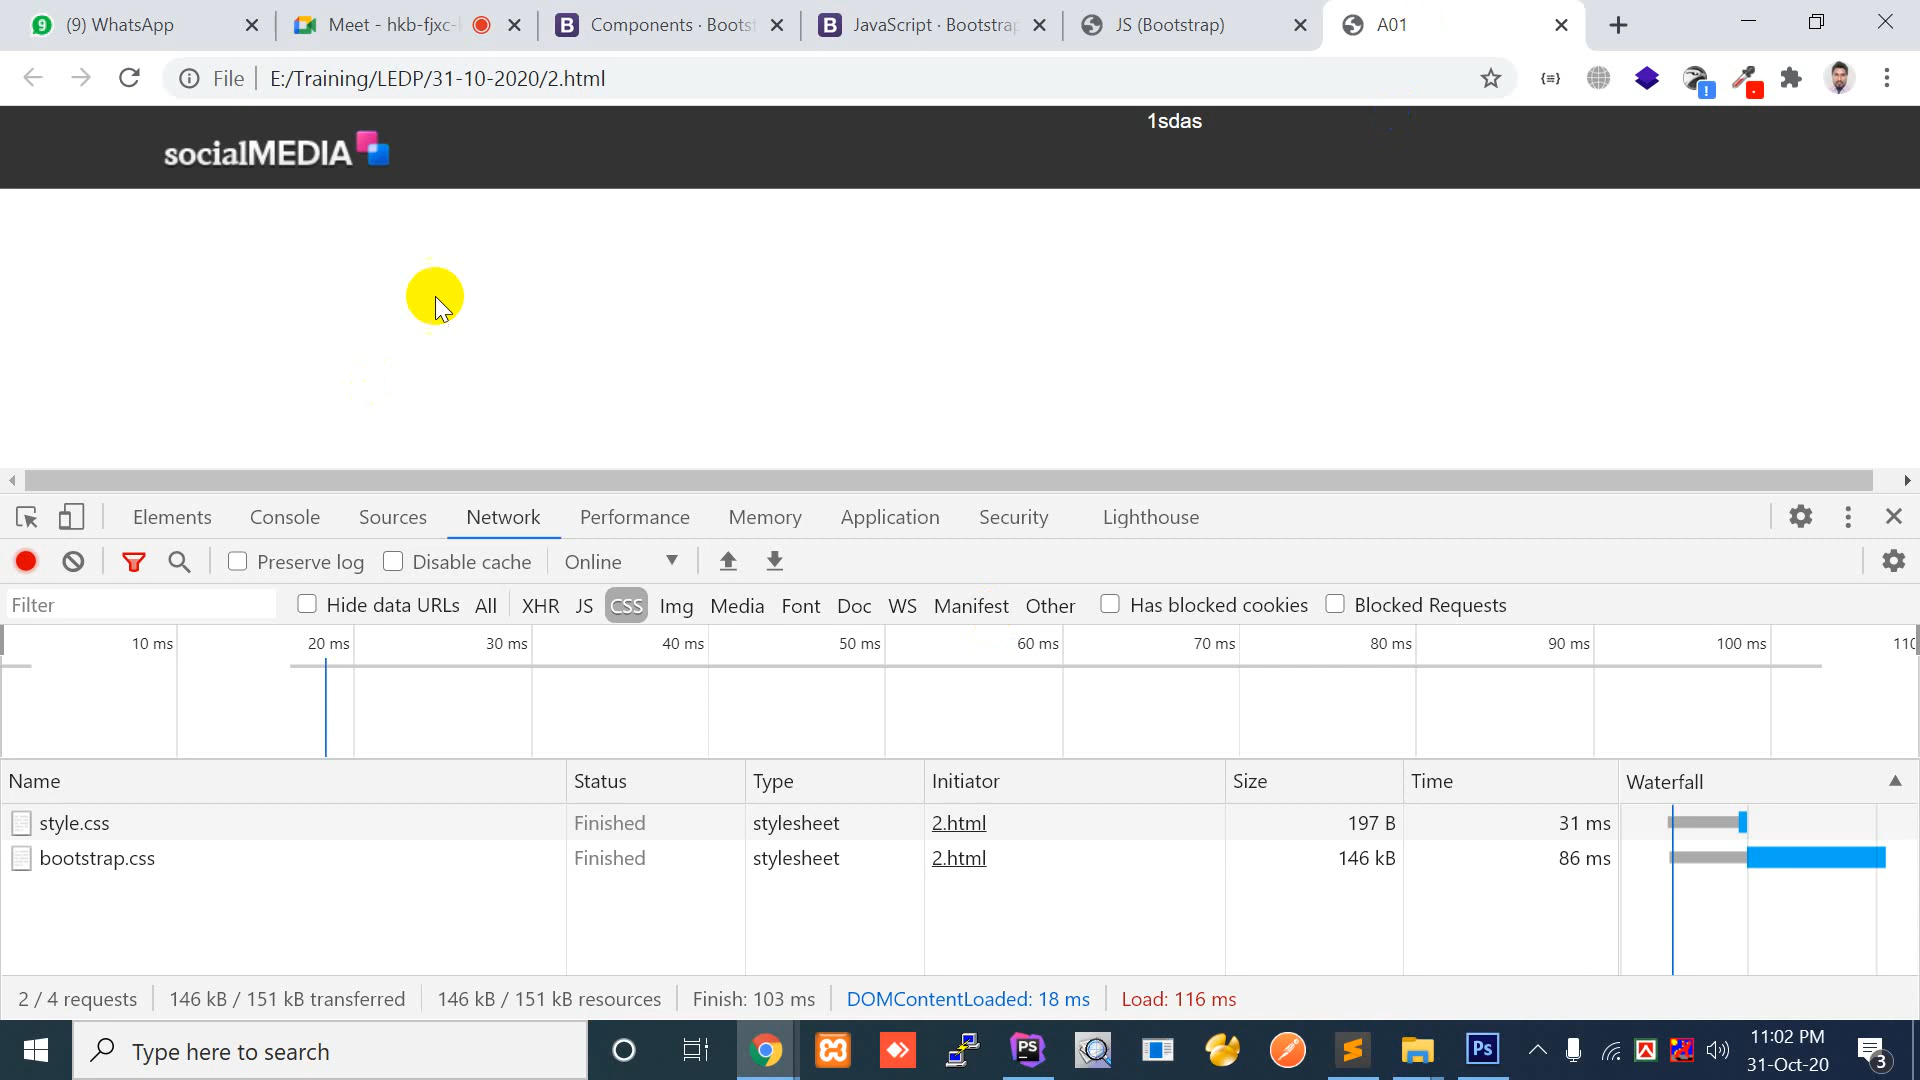 9 (9) WhatsApp
Meet - hkb-fjxc-
B Components · Boots
B JavaScript · Bootstrap
JS (Bootstrap)
A01
File E:/Training/LEDP/31-10-2020/2.html
socialMEDIA
1sdas
Elements Console Sources Network Performance Memory Application Security Lighthouse
Preserve log Disable cache Online
Filter Hide data URLs All XHR JS CSS Img Media Font Doc WS Manifest Other Has blocked cookies Blocked Requests
10 ms 20 ms 30 ms 40 ms 50 ms 60 ms 70 ms 80 ms 90 ms 100 ms 110
Name Status Type Initiator Size Time Waterfall
style.css Finished stylesheet 2.html 197 B 31 ms
bootstrap.css Finished stylesheet 2.html 146 kB 86 ms
2 / 4 requests 146 kB / 151 kB transferred 146 kB / 151 kB resources Finish: 103 ms DOMContentLoaded: 18 ms Load: 116 ms
Type here to search
PS
Ps
11:02 PM
31-Oct-20
3